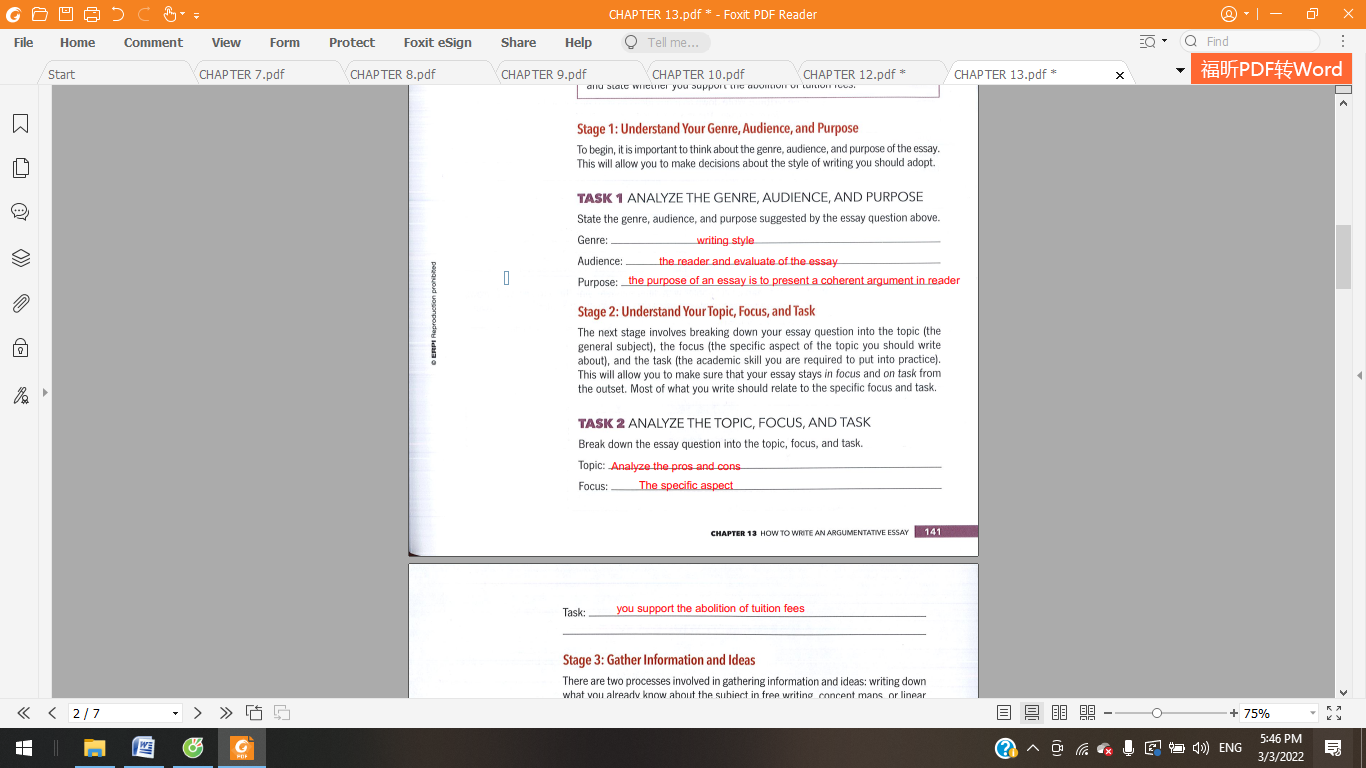 CHAPTER 13.pdf * - Foxit PDF Reader
File Home Comment View Form Protect Foxit eSign Share Help Tell me... Find
Start CHAPTER 7.pdf CHAPTER 8.pdf CHAPTER 9.pdf CHAPTER 10.pdf CHAPTER 12.pdf * CHAPTER 13.pdf * 福昕PDF转Word
and state whether you support the abolition of tuition fees.
Stage 1: Understand Your Genre, Audience, and Purpose
To begin, it is important to think about the genre, audience, and purpose of the essay.
This will allow you to make decisions about the style of writing you should adopt.
TASK 1 ANALYZE THE GENRE, AUDIENCE, AND PURPOSE
State the genre, audience, and purpose suggested by the essay question above.
Genre: writing style
Audience: the reader and evaluate of the essay
Purpose: the purpose of an essay is to present a coherent argument in reader
© ERPI Reproduction prohibited
Stage 2: Understand Your Topic, Focus, and Task
The next stage involves breaking down your essay question into the topic (the
general subject), the focus (the specific aspect of the topic you should write
about), and the task (the academic skill you are required to put into practice).
This will allow you to make sure that your essay stays in focus and on task from
the outset. Most of what you write should relate to the specific focus and task.
TASK 2 ANALYZE THE TOPIC, FOCUS, AND TASK
Break down the essay question into the topic, focus, and task.
Topic: Analyze the pros and cons
Focus: The specific aspect
CHAPTER 13 HOW TO WRITE AN ARGUMENTATIVE ESSAY 141
Task: you support the abolition of tuition fees
Stage 3: Gather Information and Ideas
There are two processes involved in gathering information and ideas: writing down
what you already know about the subject in free writing, concept maps, or linear
2 / 7 75%
ENG 5:46 PM
3/3/2022